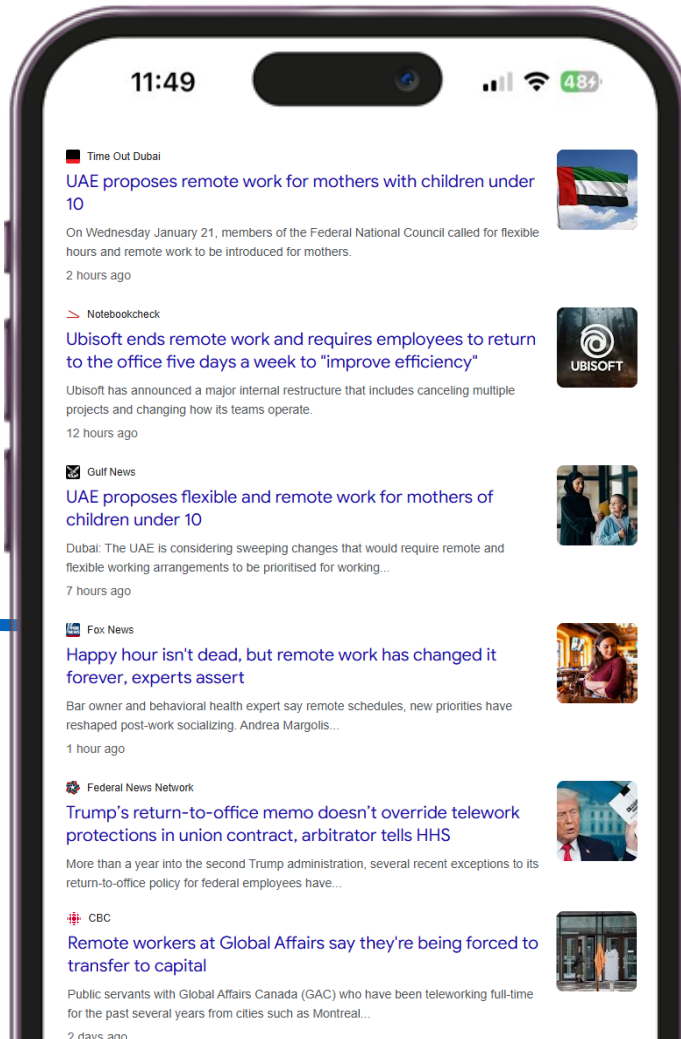 11:49
48
Time Out Dubai
UAE proposes remote work for mothers with children under
10
On Wednesday January 21, members of the Federal National Council called for flexible
hours and remote work to be introduced for mothers.
2 hours ago
Notebookcheck
Ubisoft ends remote work and requires employees to return
to the office five days a week to "improve efficiency"
UBISOFT
Ubisoft has announced a major internal restructure that includes canceling multiple
projects and changing how its teams operate.
12 hours ago
Gulf News
UAE proposes flexible and remote work for mothers of
children under 10
Dubai: The UAE is considering sweeping changes that would require remote and
flexible working arrangements to be prioritised for working...
7 hours ago
Fox News
Happy hour isn't dead, but remote work has changed it
forever, experts assert
Bar owner and behavioral health expert say remote schedules, new priorities have
reshaped post-work socializing. Andrea Margolis...
1 hour ago
Federal News Network
Trump’s return-to-office memo doesn’t override telework
protections in union contract, arbitrator tells HHS
More than a year into the second Trump administration, several recent exceptions to its
return-to-office policy for federal employees have...
CBC
Remote workers at Global Affairs say they're being forced to
transfer to capital
Public servants with Global Affairs Canada (GAC) who have been teleworking full-time
for the past several years from cities such as Montreal...
2 days ago